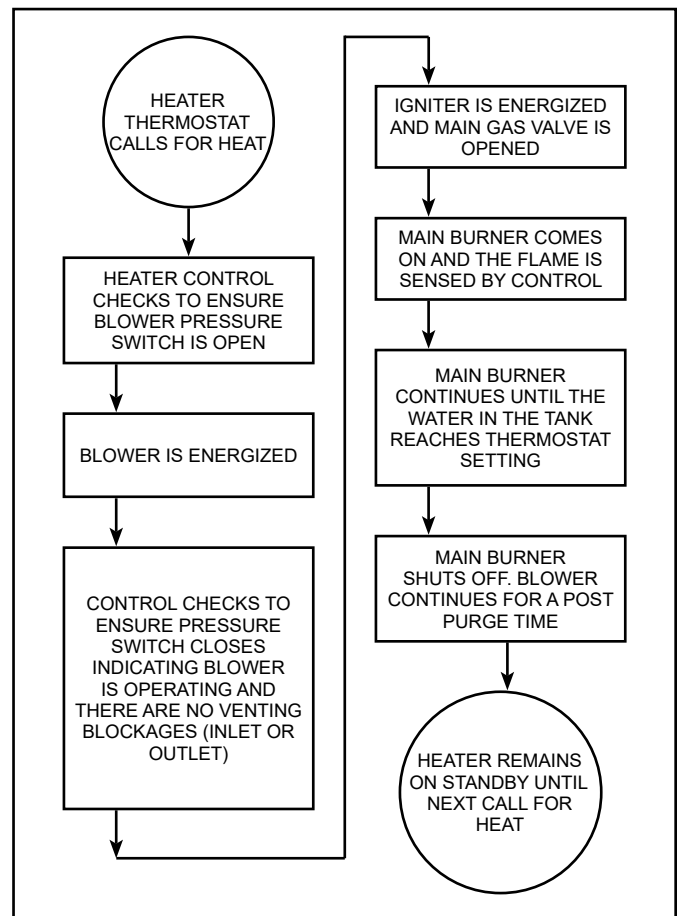 HEATER
THERMOSTAT
CALLS FOR HEAT
HEATER CONTROL
CHECKS TO ENSURE
BLOWER PRESSURE
SWITCH IS OPEN
BLOWER IS ENERGIZED
CONTROL CHECKS TO
ENSURE PRESSURE
SWITCH CLOSES
INDICATING BLOWER
IS OPERATING AND
THERE ARE NO VENTING
BLOCKAGES (INLET OR
OUTLET)
IGNITER IS ENERGIZED
AND MAIN GAS VALVE IS
OPENED
MAIN BURNER COMES
ON AND THE FLAME IS
SENSED BY CONTROL
MAIN BURNER
CONTINUES UNTIL THE
WATER IN THE TANK
REACHES THERMOSTAT
SETTING
MAIN BURNER
SHUTS OFF. BLOWER
CONTINUES FOR A POST
PURGE TIME
HEATER REMAINS
ON STANDBY UNTIL
NEXT CALL FOR
HEAT